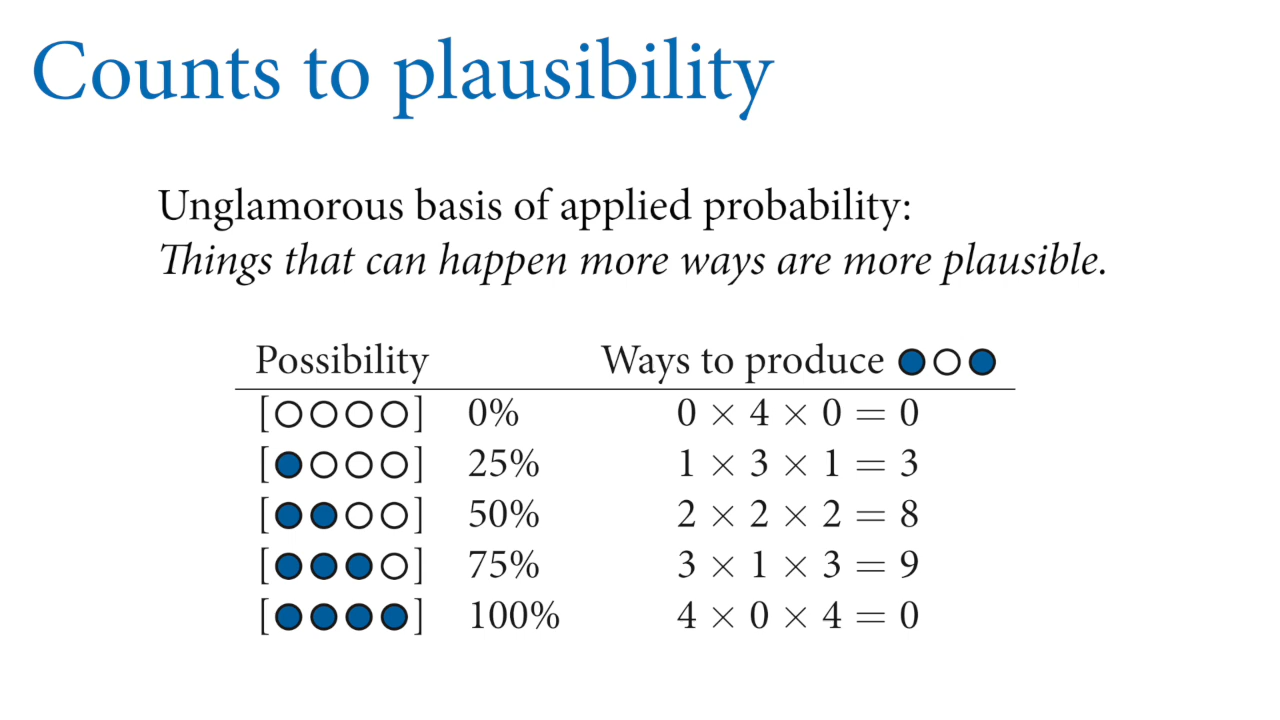 Counts to plausibility
Unglamorous basis of applied probability:
Things that can happen more ways are more plausible.
Possibility Ways to produce
[ ] 0% 0 × 4 × 0 = 0
[ ] 25% 1 × 3 × 1 = 3
[ ] 50% 2 × 2 × 2 = 8
[ ] 75% 3 × 1 × 3 = 9
[ ] 100% 4 × 0 × 4 = 0